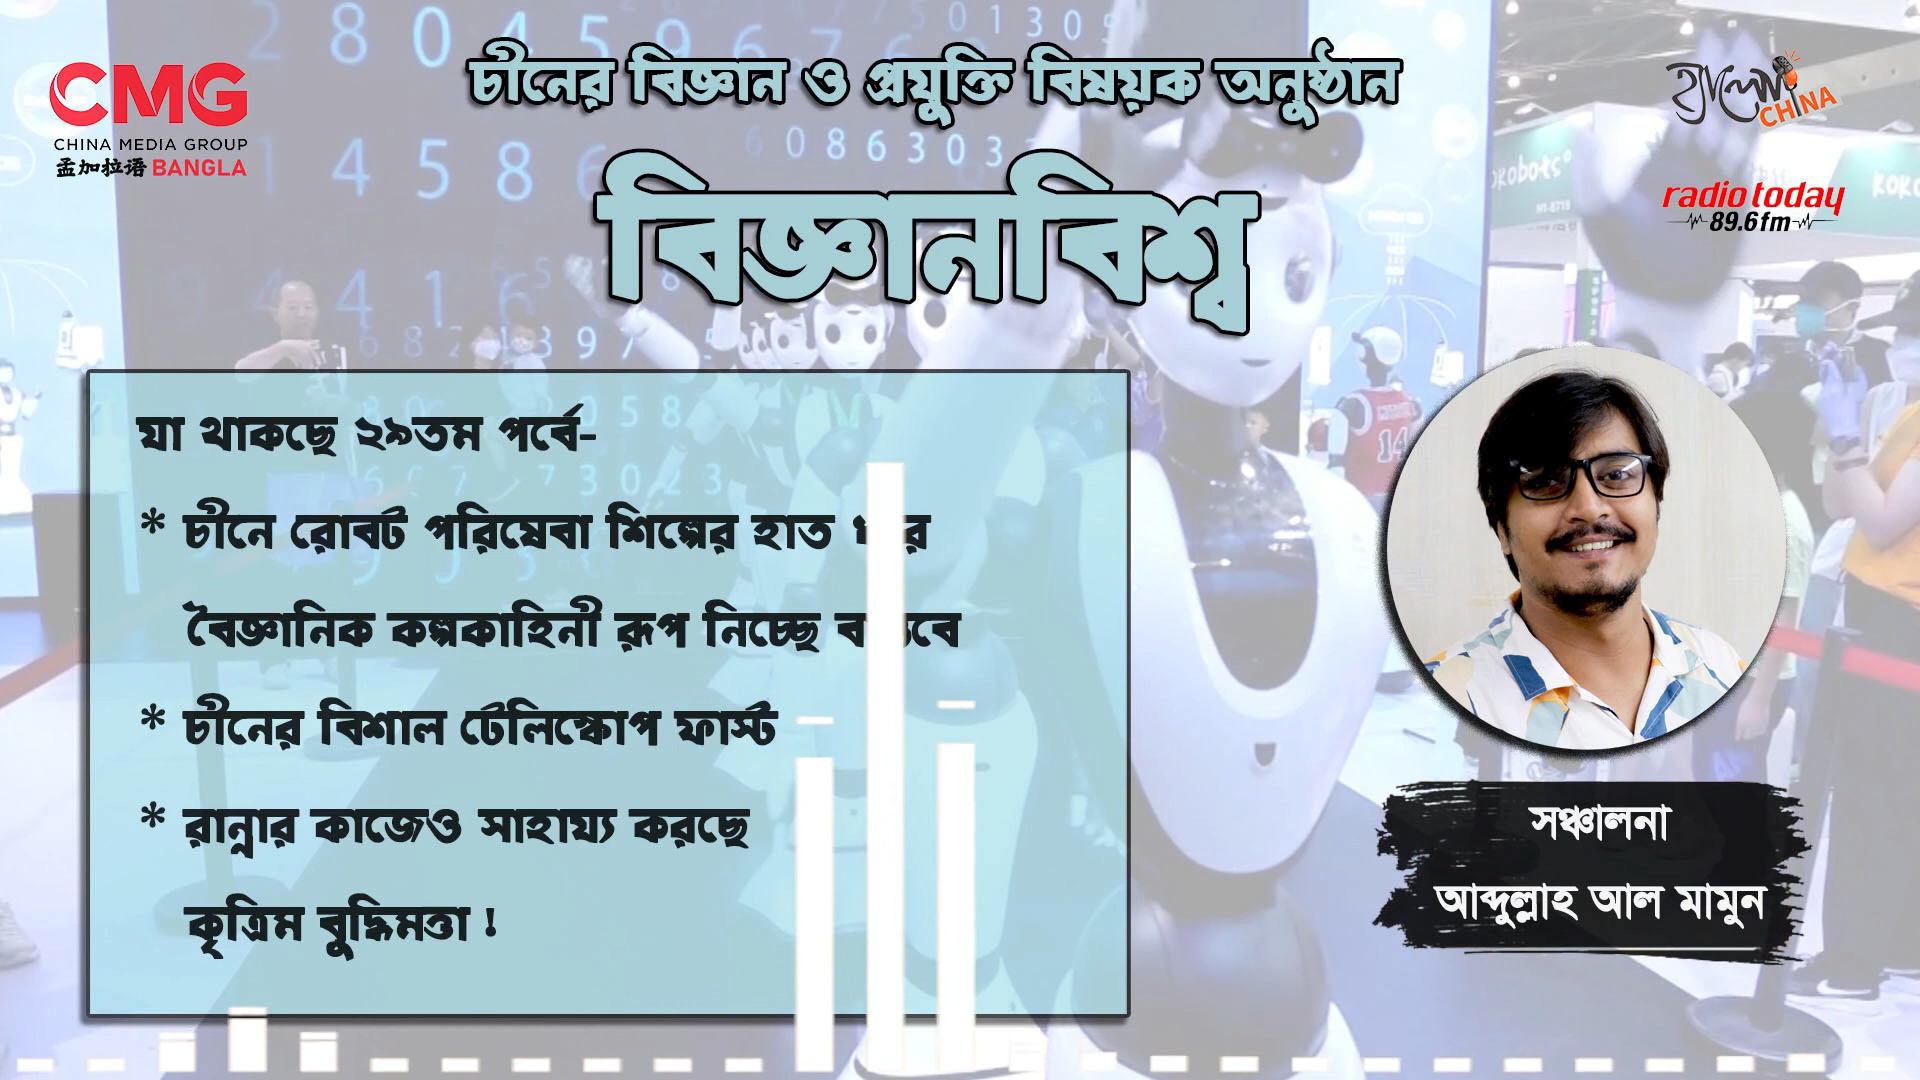 CMG
CHINA MEDIA GROUP
孟加拉语 BANGLA
চীনের বিজ্ঞান ও প্রযুক্তি বিষয়ক অনুষ্ঠান
বিজ্ঞানবিশ্ব
হ্যালো CHINA
radio today
89.6fm
যা থাকছে ২৯তম পর্বে-
* চীনে রোবট পরিষেবা শিল্পের হাত
বৈজ্ঞানিক কল্পকাহিনী রূপ নিচ্ছে
* চীনের বিশাল টেলিস্কোপ ফাস্ট
* রান্নার কাজেও সাহায্য করছে
কৃত্রিম বুদ্ধিমত্তা !
সঞ্চালনা
আব্দুল্লাহ আল মামুন